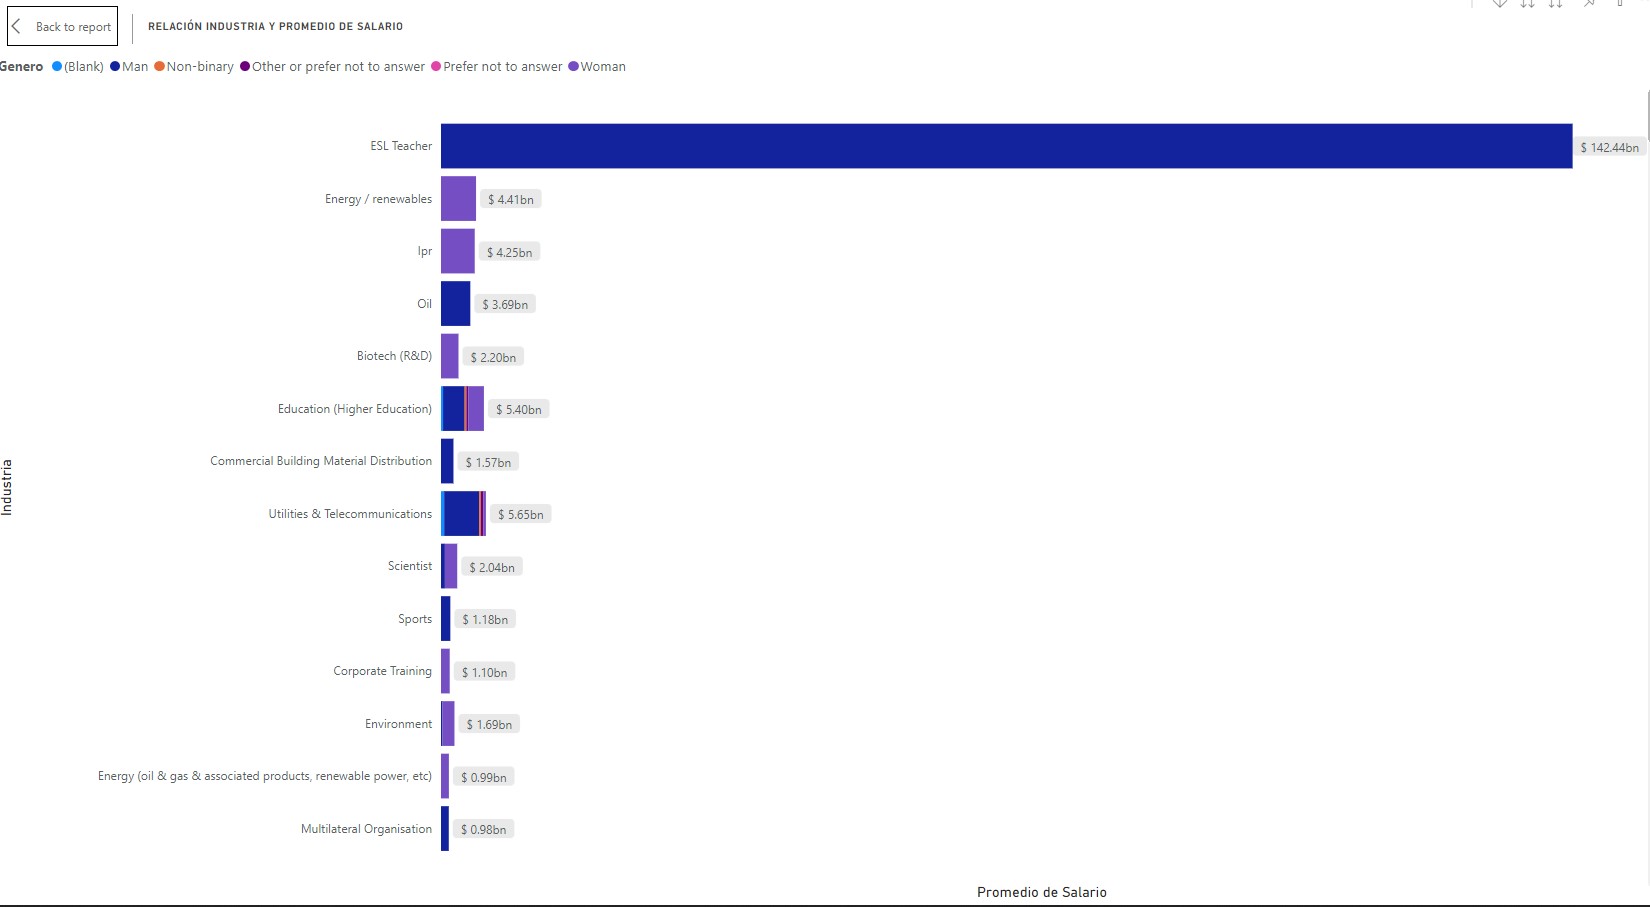 Back to report
RELACIÓN INDUSTRIA Y PROMEDIO DE SALARIO
Genero (Blank) Man Non-binary Other or prefer not to answer Prefer not to answer Woman
ESL Teacher $ 142.44bn
Energy / renewables $ 4.41bn
Ipr $ 4.25bn
Oil $ 3.69bn
Biotech (R&D) $ 2.20bn
Education (Higher Education) $ 5.40bn
Commercial Building Material Distribution $ 1.57bn
Utilities & Telecommunications $ 5.65bn
Scientist $ 2.04bn
Sports $ 1.18bn
Corporate Training $ 1.10bn
Environment $ 1.69bn
Energy (oil & gas & associated products, renewable power, etc) $ 0.99bn
Multilateral Organisation $ 0.98bn
Industria
Promedio de Salario